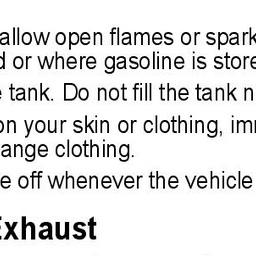 allow open flames or spark
d or where gasoline is store
e tank. Do not fill the tank n
on your skin or clothing, im
ange clothing.
e off whenever the vehicle
Exhaust